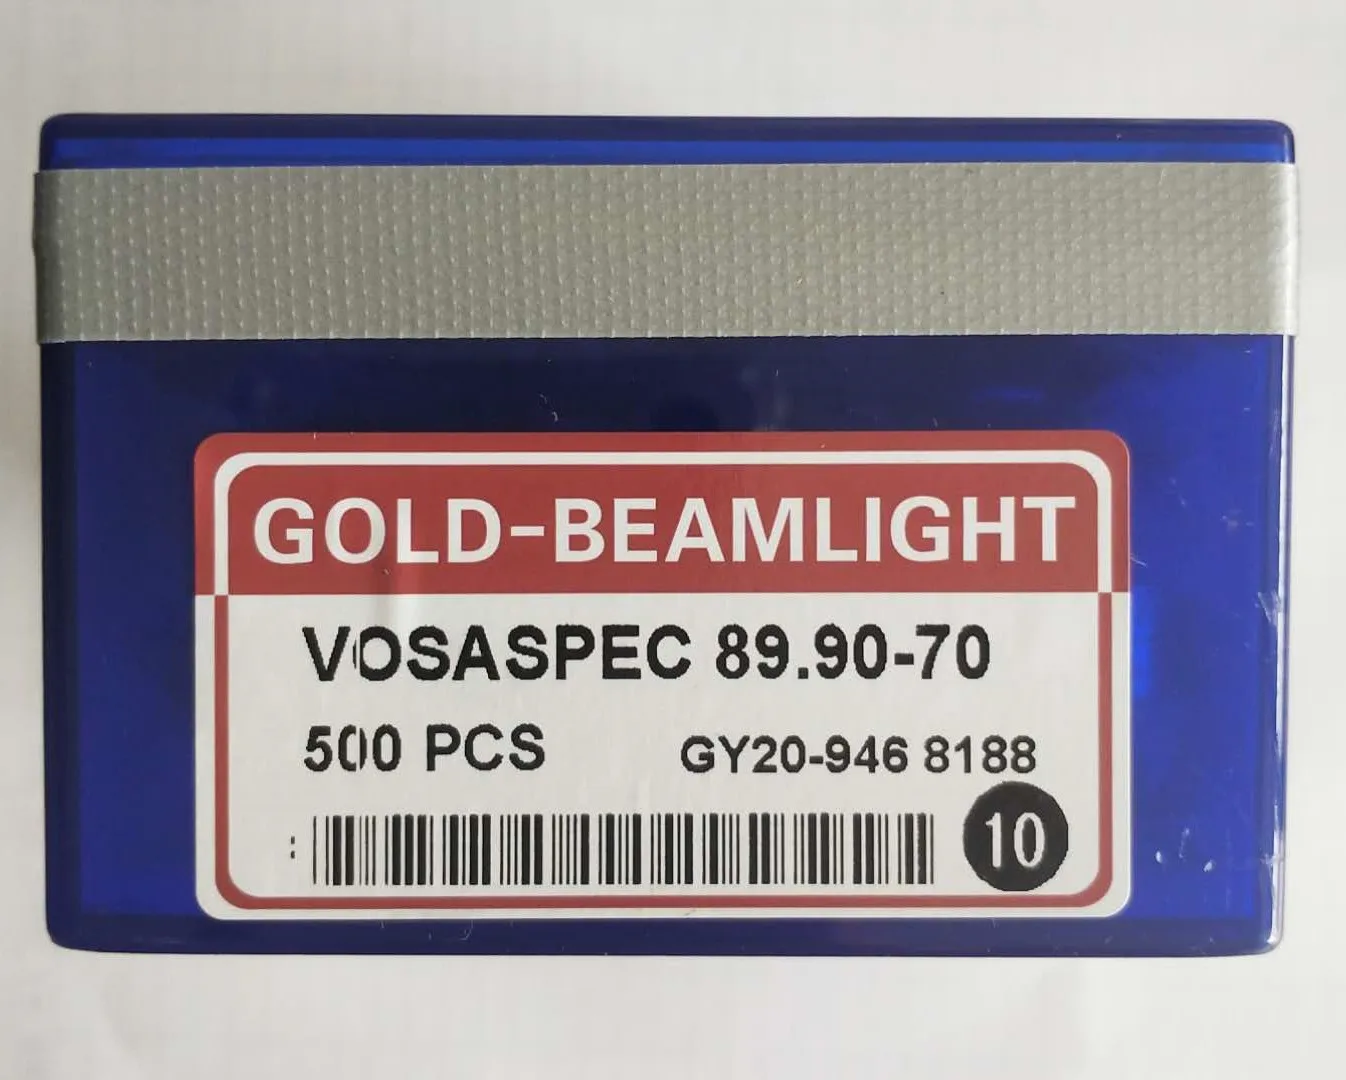 GOLD-BEAMLIGHT
VOSASPEC 89.90-70
500 PCS GY20-946 8188
10